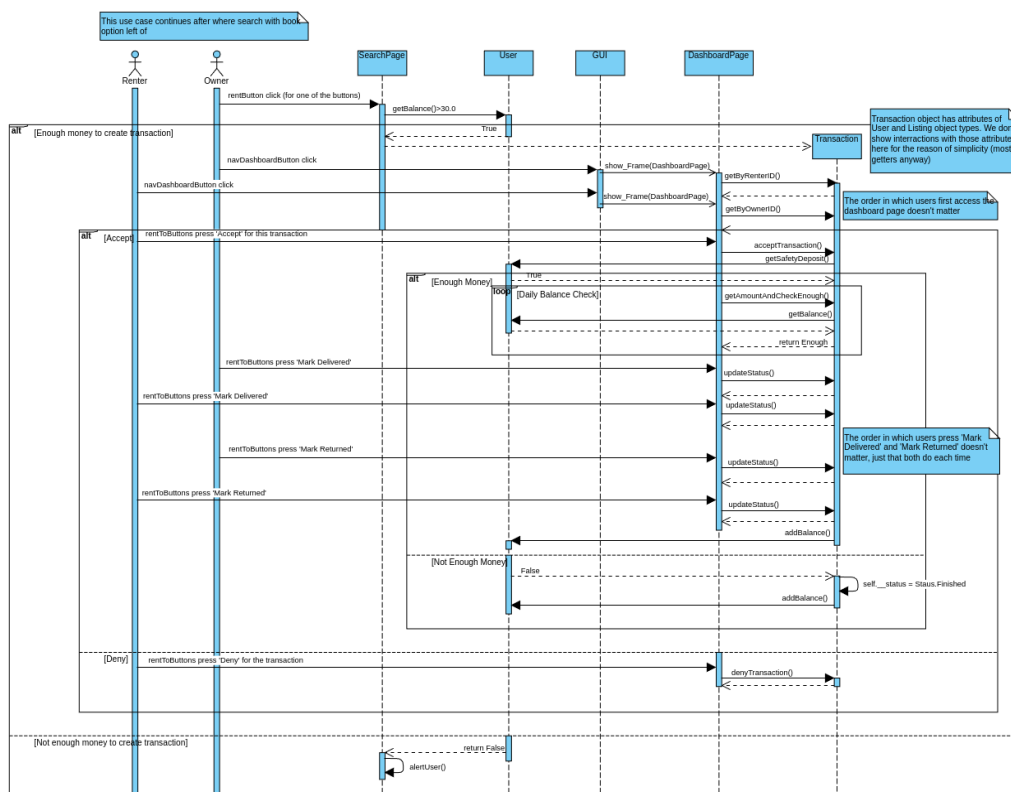 This use case continues after where search with book
option left of
SearchPage
User
GUI
DashboardPage
Renter
Owner
rentButton click (for one of the buttons)
getBalance()>30.0
Transaction object has attributes of
User and Listing object types. We don
show interractions with those attribute
here for the reason of simplicity (most
getters anyway)
alt
[Enough money to create transaction]
True
Transaction
navDashboardButton click
show_Frame(DashboardPage)
getByRenterID()
navDashboardButton click
show_Frame(DashboardPage)
The order in which users first access the
dashboard page doesn't matter
getByOwnerID()
alt
[Accept]
rentToButtons press 'Accept' for this transaction
acceptTransaction()
getSafetyDeposit()
alt
[Enough Money]
True
loop
[Daily Balance Check]
getAmountAndCheckEnough()
getBalance()
return Enough
rentToButtons press 'Mark Delivered'
updateStatus()
rentToButtons press 'Mark Delivered'
updateStatus()
The order in which users press 'Mark
Delivered' and 'Mark Returned' doesn't
matter, just that both do each time
rentToButtons press 'Mark Returned'
updateStatus()
rentToButtons press 'Mark Returned'
updateStatus()
addBalance()
[Not Enough Money]
False
self.__status = Staus.Finished
addBalance()
[Deny]
rentToButtons press 'Deny' for the transaction
denyTransaction()
[Not enough money to create transaction]
return False
alertUser()